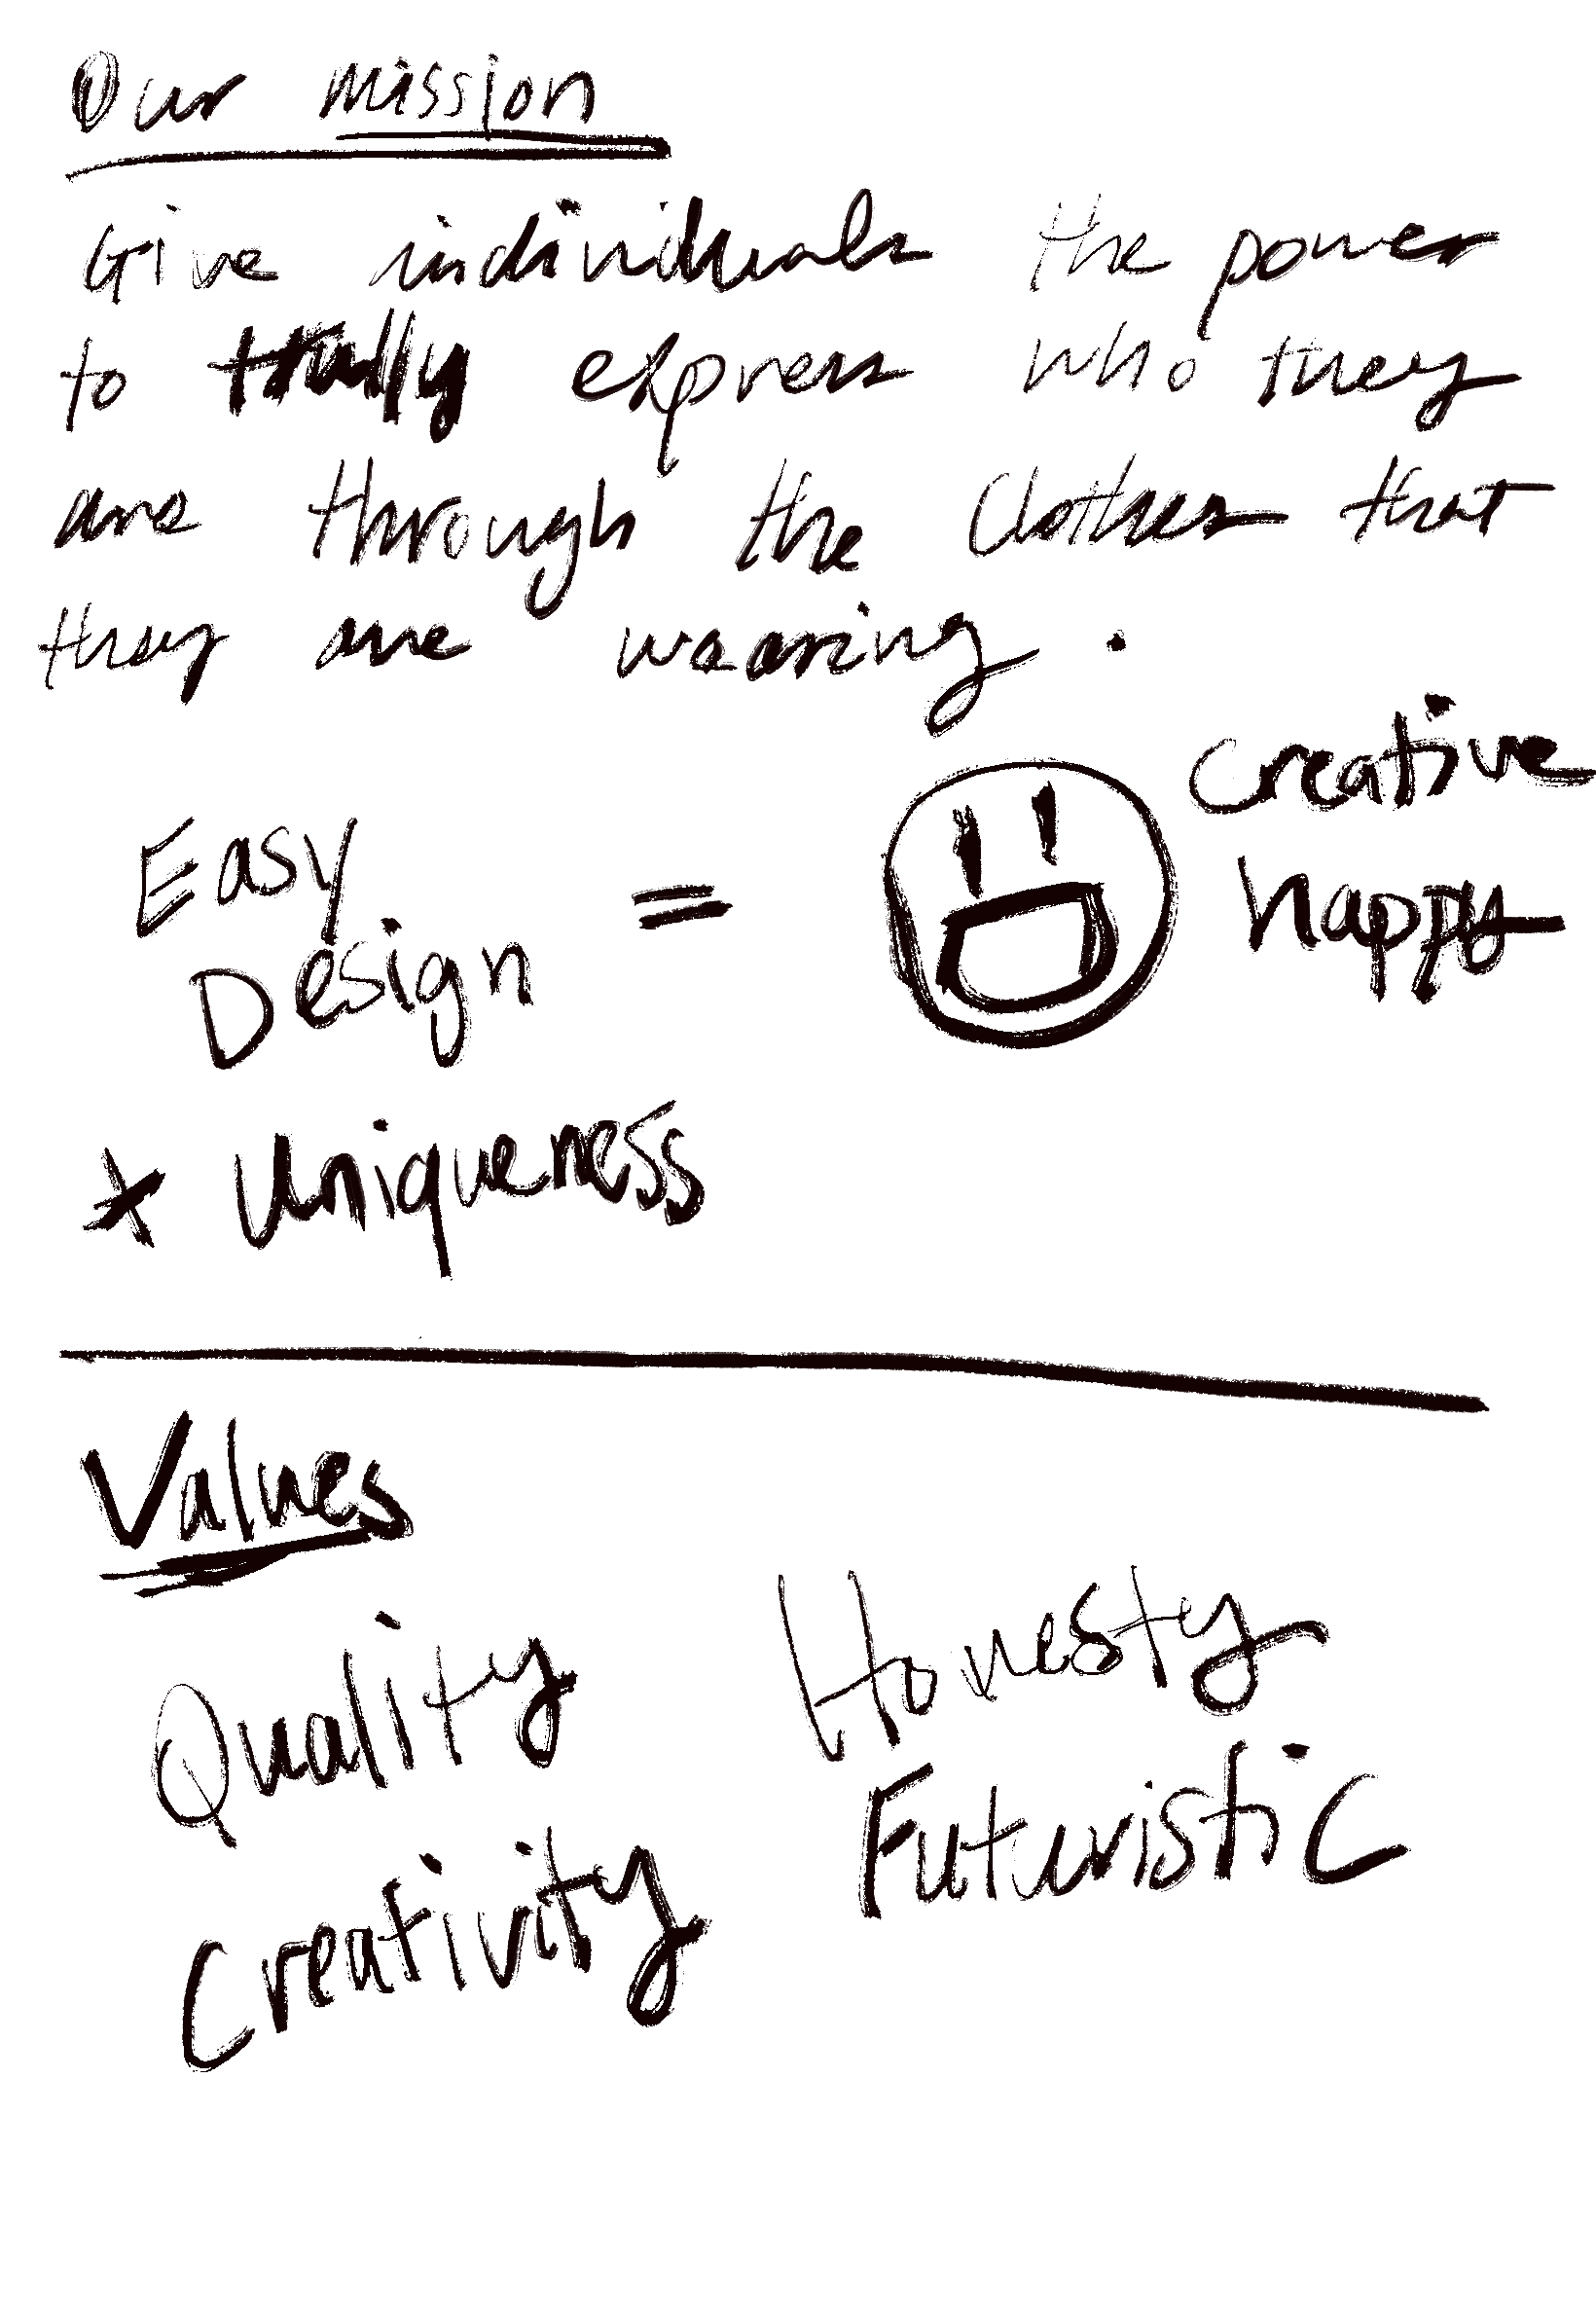 Our mission
Give individuals the power
to trully express who they
are through the clothes that
they are wearing.
Easy
Design
=
creative
happy
* Uniqueness
Values
Quality
Honesty
Creativity
Futuristic